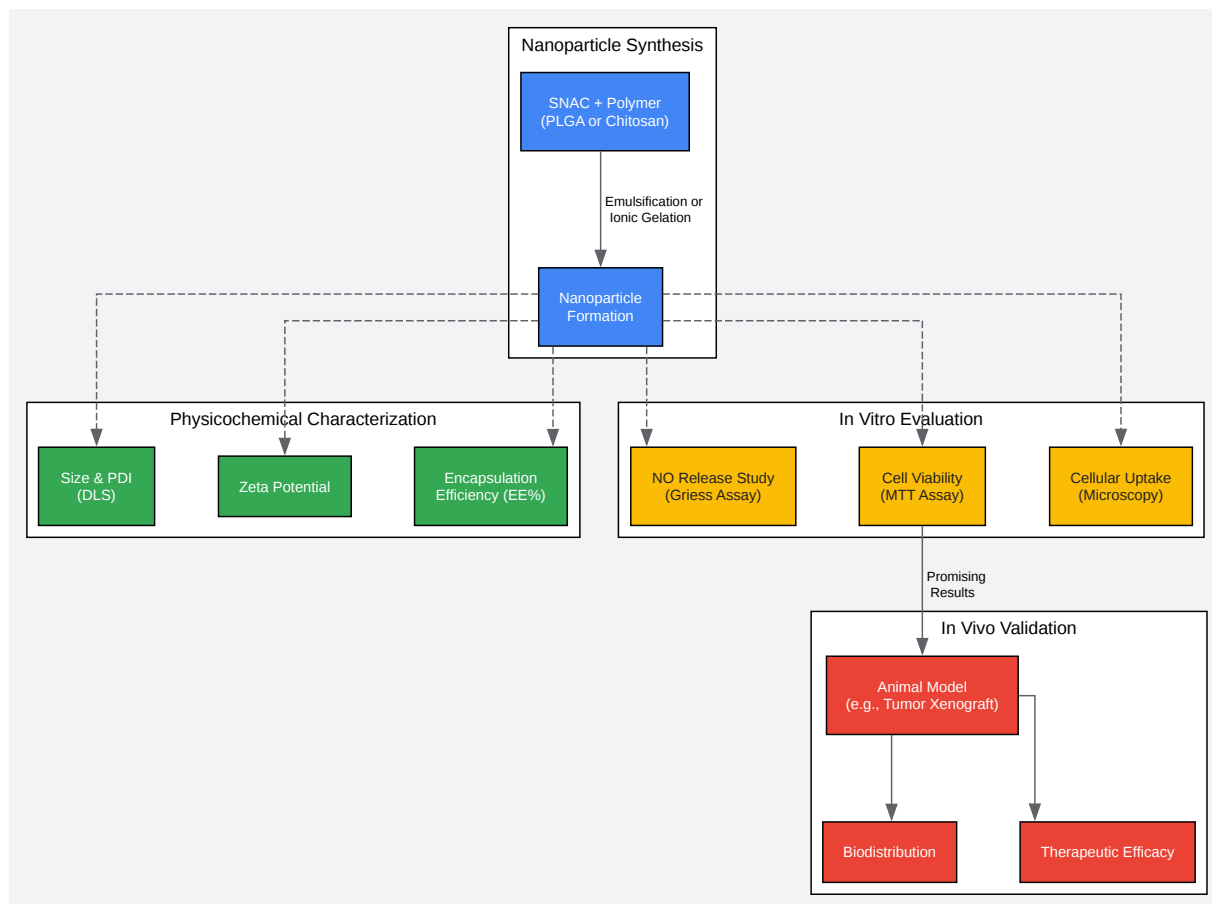 Nanoparticle Synthesis
SNAC + Polymer
(PLGA or Chitosan)
Emulsification or
Ionic Gelation
Nanoparticle
Formation
Physicochemical Characterization
Size & PDI
(DLS)
Zeta Potential
Encapsulation
Efficiency (EE%)
In Vitro Evaluation
NO Release Study
(Griess Assay)
Cell Viability
(MTT Assay)
Cellular Uptake
(Microscopy)
Promising
Results
In Vivo Validation
Animal Model
(e.g., Tumor Xenograft)
Biodistribution
Therapeutic Efficacy